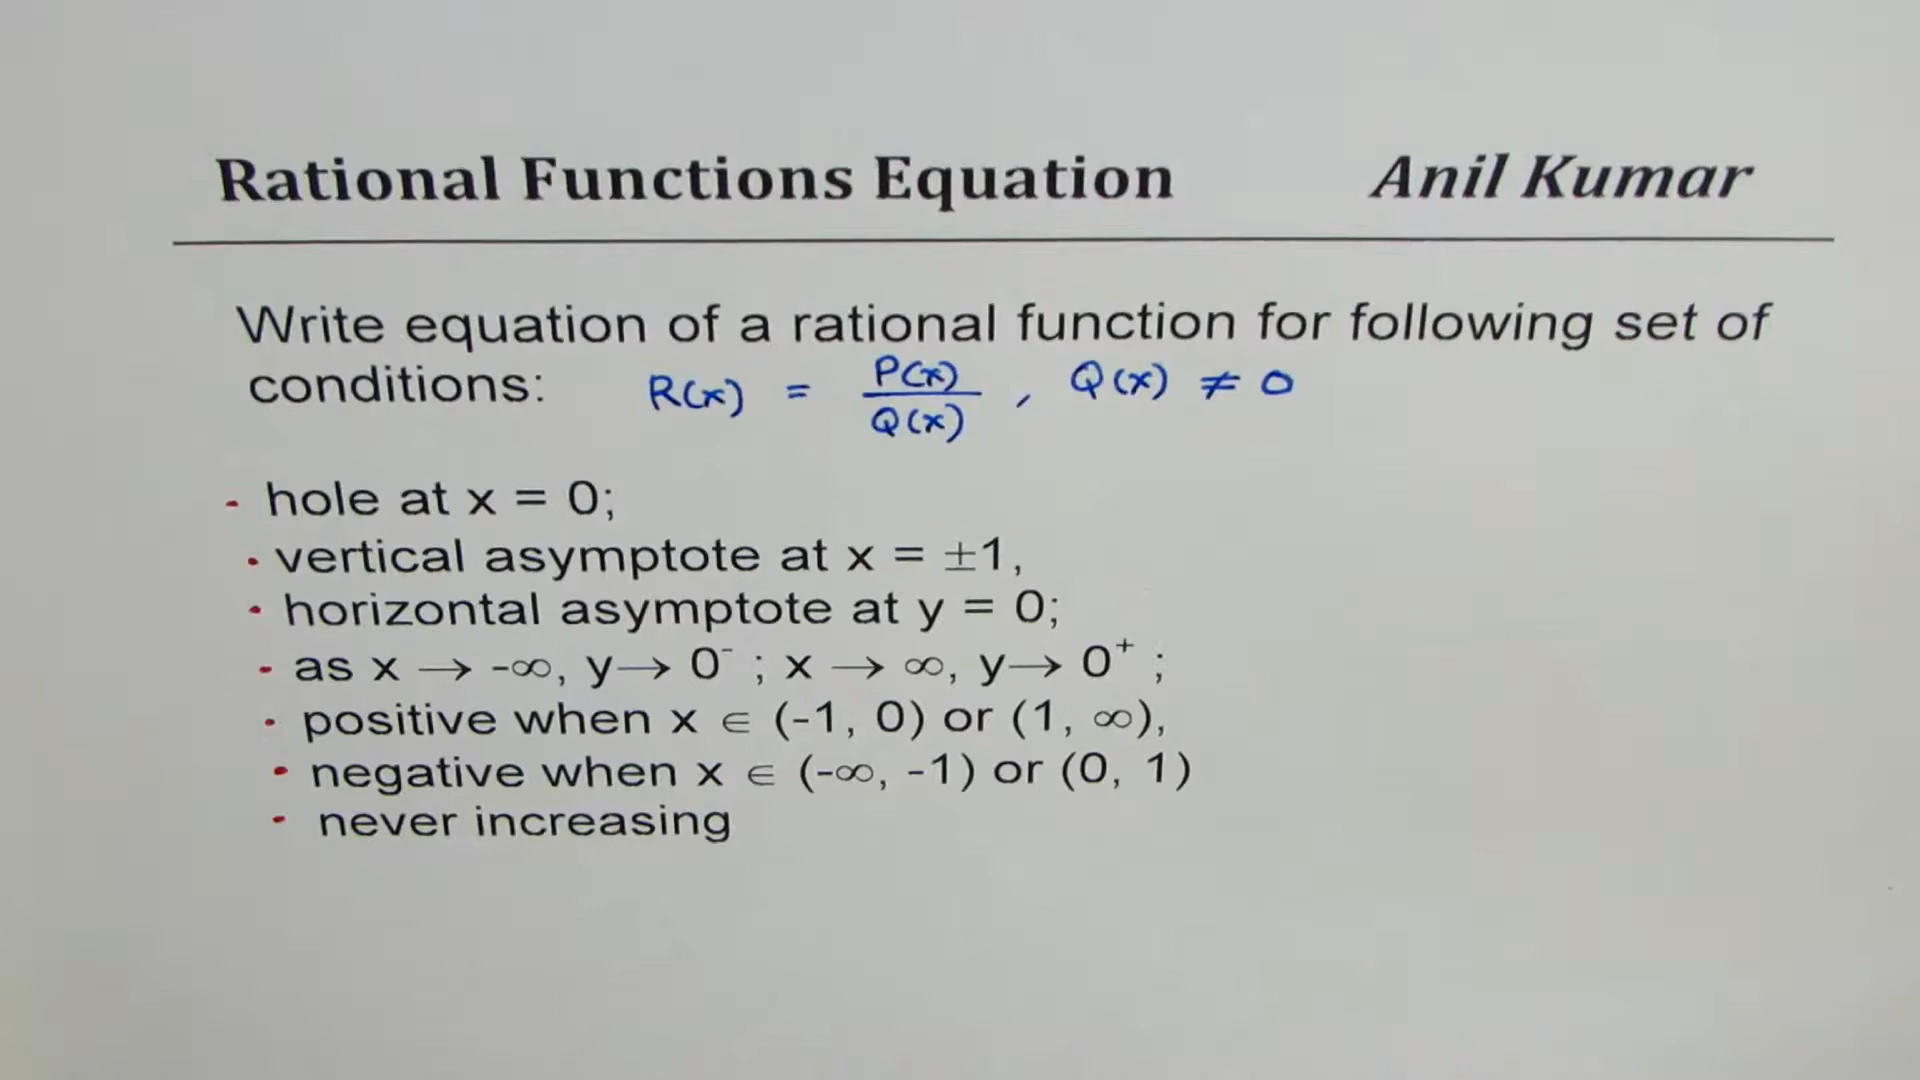 Rational Functions Equation Anil Kumar
Write equation of a rational function for following set of
conditions: R(x) = P(x)/Q(x) , Q(x) ≠ 0
- hole at x = 0;
· vertical asymptote at x = ±1,
· horizontal asymptote at y = 0;
- as x → -∞, y→ 0⁻ ; x → ∞, y→ 0⁺ ;
· positive when x ∈ (-1, 0) or (1, ∞),
· negative when x ∈ (-∞, -1) or (0, 1)
· never increasing